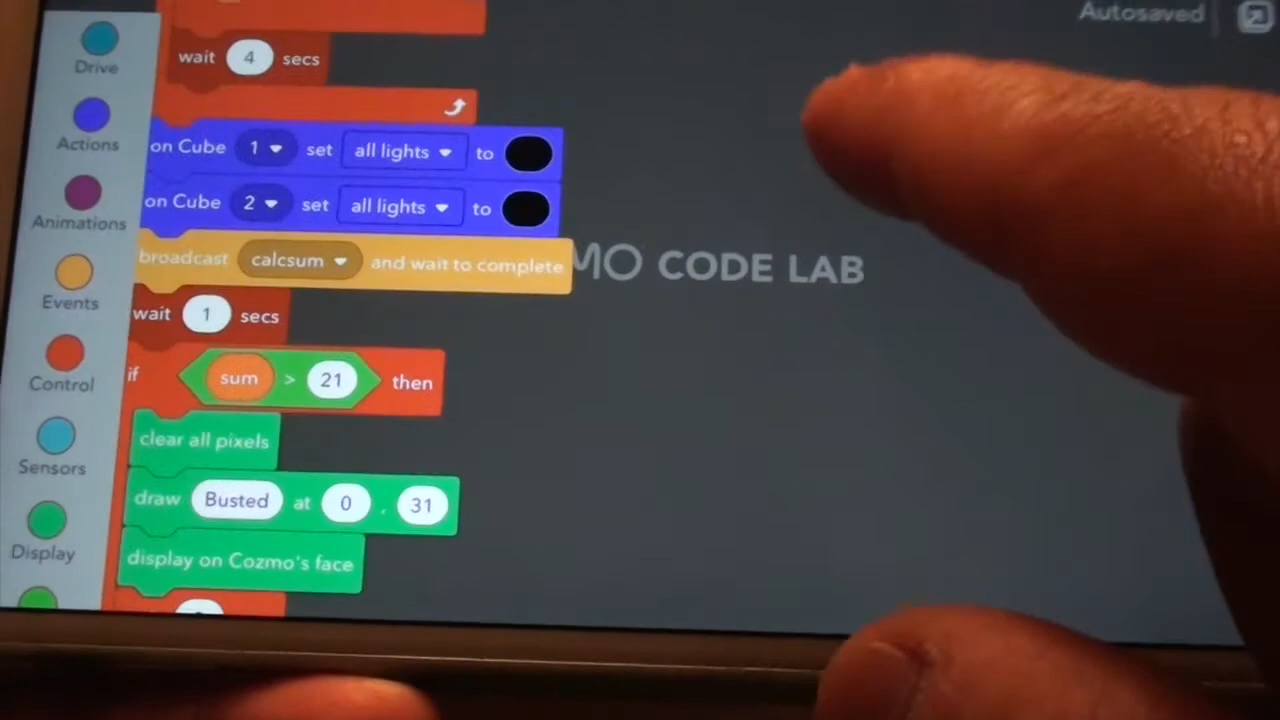 Autosaved
wait 4 secs
on Cube 1 set all lights to
on Cube 2 set all lights to
broadcast calcsum and wait to complete
wait 1 secs
if sum > 21 then
clear all pixels
draw Busted at 0 , 31
display on Cozmo's face
MO CODE LAB
Drive
Actions
Animations
Events
Control
Sensors
Display